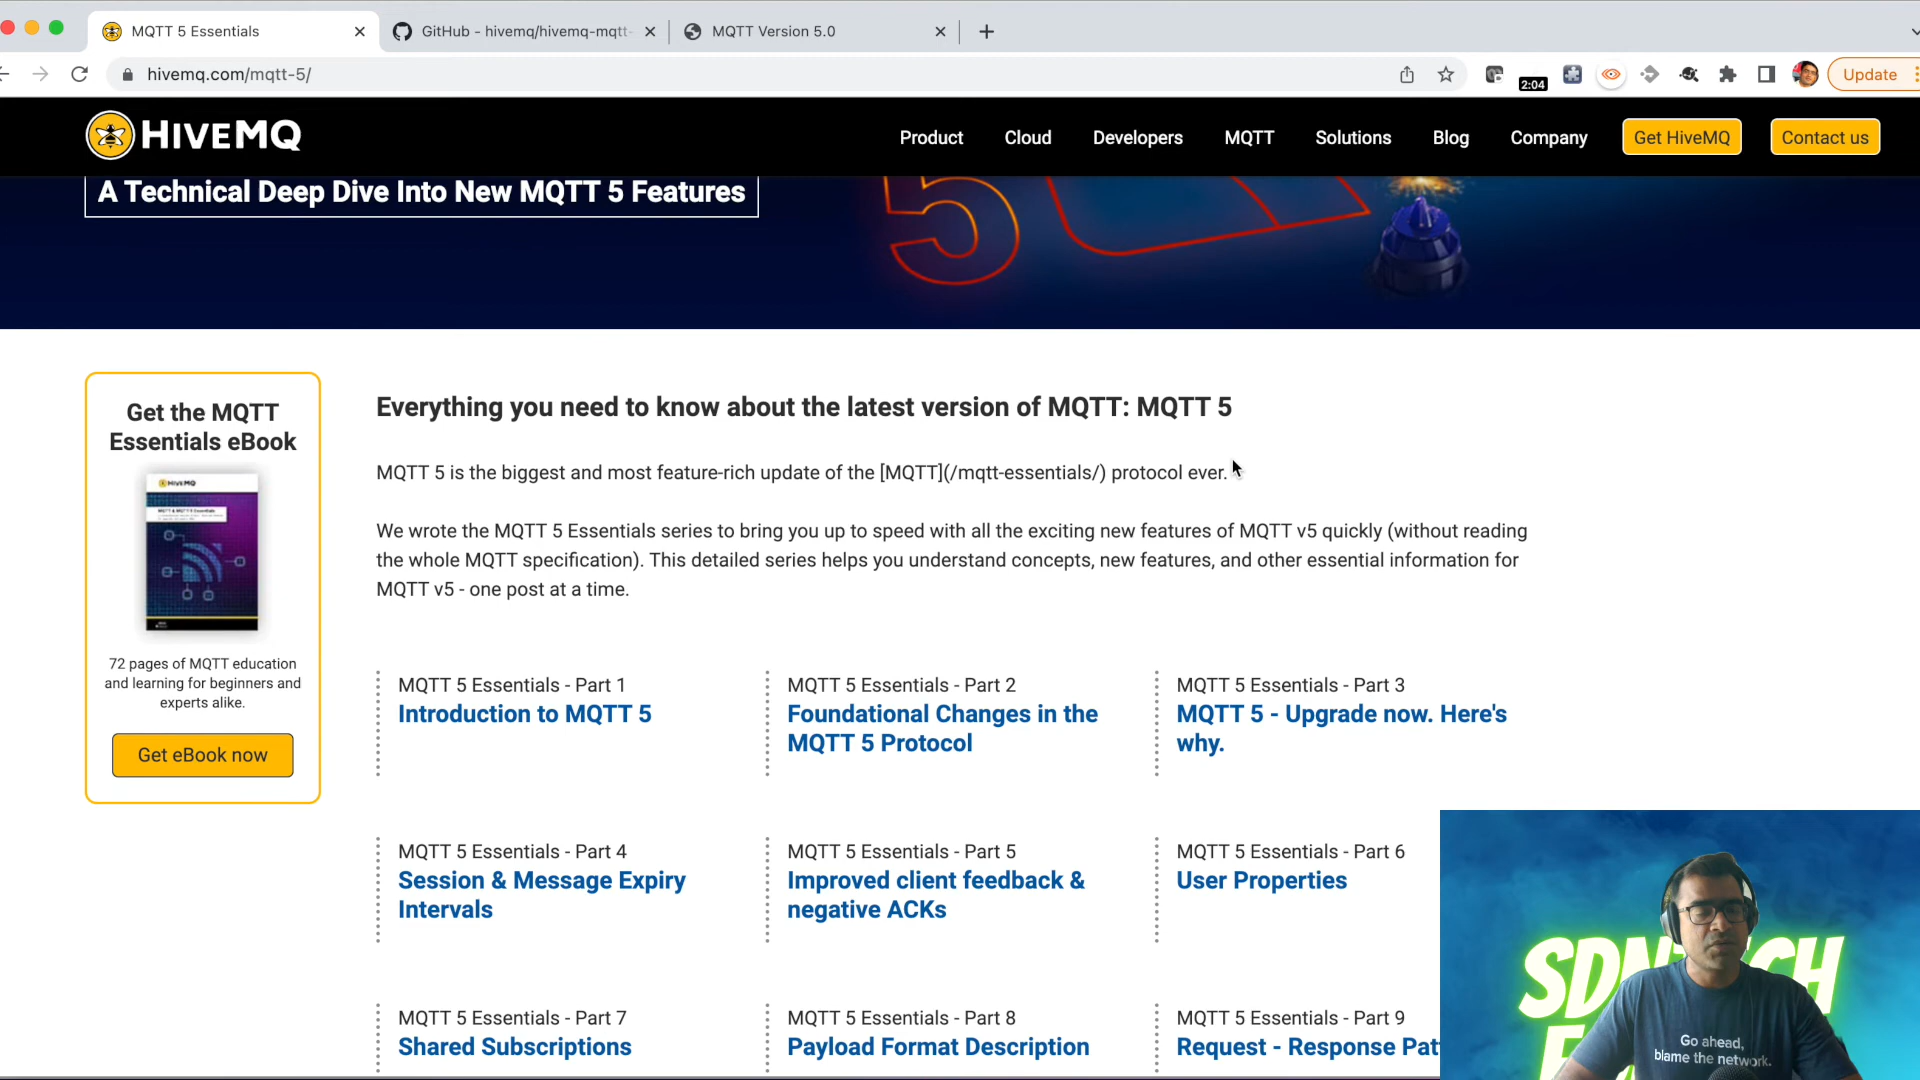 MQTT 5 Essentials
GitHub - hivemq/hivemq-mqtt-
MQTT Version 5.0
hivemq.com/mqtt-5/
2:04
Update
HIVEMQ
Product
Cloud
Developers
MQTT
Solutions
Blog
Company
Get HiveMQ
Contact us
A Technical Deep Dive Into New MQTT 5 Features
5
Get the MQTT
Essentials eBook
HIVEMQ
72 pages of MQTT education
and learning for beginners and
experts alike.
Get eBook now
Everything you need to know about the latest version of MQTT: MQTT 5
MQTT 5 is the biggest and most feature-rich update of the [MQTT](/mqtt-essentials/) protocol ever.
We wrote the MQTT 5 Essentials series to bring you up to speed with all the exciting new features of MQTT v5 quickly (without reading
the whole MQTT specification). This detailed series helps you understand concepts, new features, and other essential information for
MQTT v5 - one post at a time.
MQTT 5 Essentials - Part 1
Introduction to MQTT 5
MQTT 5 Essentials - Part 2
Foundational Changes in the
MQTT 5 Protocol
MQTT 5 Essentials - Part 3
MQTT 5 - Upgrade now. Here's
why.
MQTT 5 Essentials - Part 4
Session & Message Expiry
Intervals
MQTT 5 Essentials - Part 5
Improved client feedback &
negative ACKs
MQTT 5 Essentials - Part 6
User Properties
MQTT 5 Essentials - Part 7
Shared Subscriptions
MQTT 5 Essentials - Part 8
Payload Format Description
MQTT 5 Essentials - Part 9
Request - Response Pat
Go ahead,
blame the network.